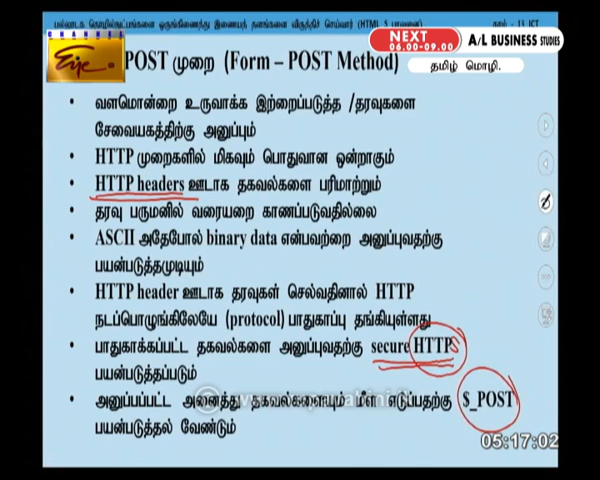 பல்லூடாக தொழில்நுட்பங்களை ஒருங்கிணைத்து இணையத் தளங்களை விருத்திச் செய்வார் (HTML 5 பாவனை)
தரம் - 13 ICT
CHANNEL
Eye.
NEXT
06.00-09.00
A/L BUSINESS STUDIES
தமிழ் மொழி.
POST முறை (Form – POST Method)
• வளமொன்றை உருவாக்க இற்றைப்படுத்த /தரவுகளை
சேவையகத்திற்கு அனுப்பும்
• HTTP முறைகளில் மிகவும் பொதுவான ஒன்றாகும்
• HTTP headers ஊடாக தகவல்களை பரிமாற்றும்
• தரவு பருமனில் வரையறை காணப்படுவதில்லை
• ASCII அதேபோல் binary data என்பவற்றை அனுப்புவதற்கு
பயன்படுத்தமுடியும்
• HTTP header ஊடாக தரவுகள் செல்வதினால் HTTP
நடப்பொழுங்கிலேயே (protocol) பாதுகாப்பு தங்கியுள்ளது
• பாதுகாக்கப்பட்ட தகவல்களை அனுப்புவதற்கு secure HTTPS
பயன்படுத்தப்படும்
• அனுப்பப்பட்ட அனைத்து தகவல்களையும் மீள எடுப்பதற்கு $_POST
பயன்படுத்தல் வேண்டும்
05:17:02